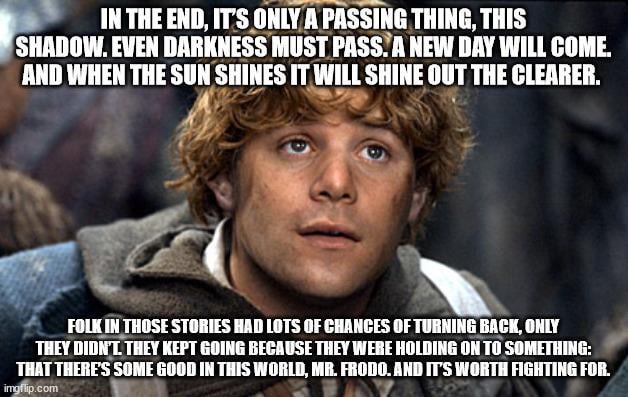 IN THE END, IT'S ONLY A PASSING THING, THIS
SHADOW. EVEN DARKNESS MUST PASS. A NEW DAY WILL COME.
AND WHEN THE SUN SHINES IT WILL SHINE OUT THE CLEARER.
FOLK IN THOSE STORIES HAD LOTS OF CHANCES OF TURNING BACK, ONLY
THEY DIDN'T. THEY KEPT GOING BECAUSE THEY WERE HOLDING ON TO SOMETHING:
THAT THERE'S SOME GOOD IN THIS WORLD, MR. FRODO. AND IT'S WORTH FIGHTING FOR.
imgflip.com